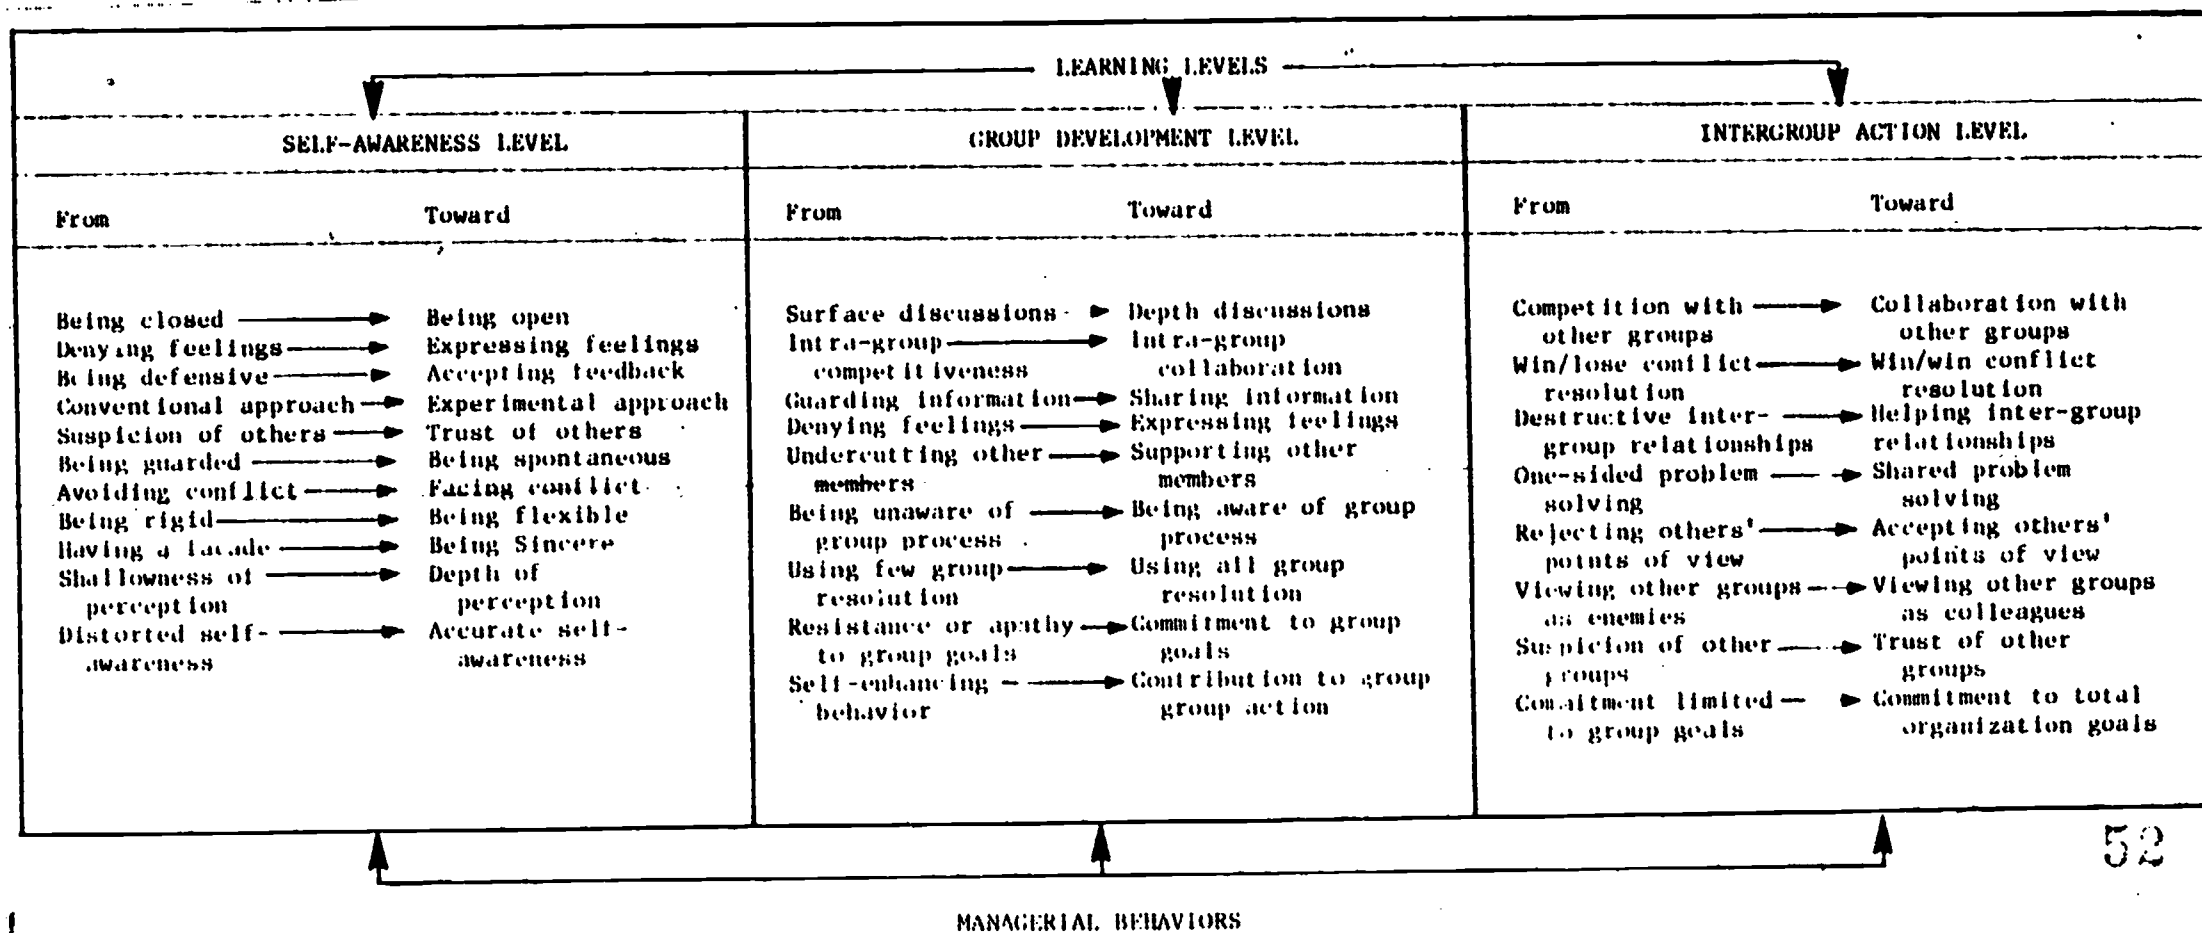 LEARNING LEVELS
SELF-AWARENESS LEVEL
From Toward
Being closed Being open
Denying feelings Expressing feelings
Being defensive Accepting feedback
Conventional approach Experimental approach
Suspicion of others Trust of others
Being guarded Being spontaneous
Avoiding conflict Facing conflict
Being rigid Being flexible
Having a facade Being Sincere
Shallowness of Depth of
perception perception
Distorted self- Accurate self-
awareness awareness
GROUP DEVELOPMENT LEVEL
From Toward
Surface discussions Depth discussions
Intra-group Intra-group
competitiveness collaboration
Guarding information Sharing information
Denying feelings Expressing feelings
Undercutting other Supporting other
members members
Being unaware of Being aware of group
group process process
Using few group Using all group
resolution resolution
Resistance or apathy Commitment to group
to group goals goals
Self-enhancing Contribution to group
behavior group action
INTERGROUP ACTION LEVEL
From Toward
Competition with Collaboration with
other groups other groups
Win/lose conflict Win/win conflict
resolution resolution
Destructive inter- Helping inter-group
group relationships relationships
One-sided problem Shared problem
solving solving
Rejecting others' Accepting others'
points of view points of view
Viewing other groups Viewing other groups
as enemies as colleagues
Suspicion of other Trust of other
groups groups
Commitment limited Commitment to total
to group goals organization goals
52
MANAGERIAL BEHAVIORS